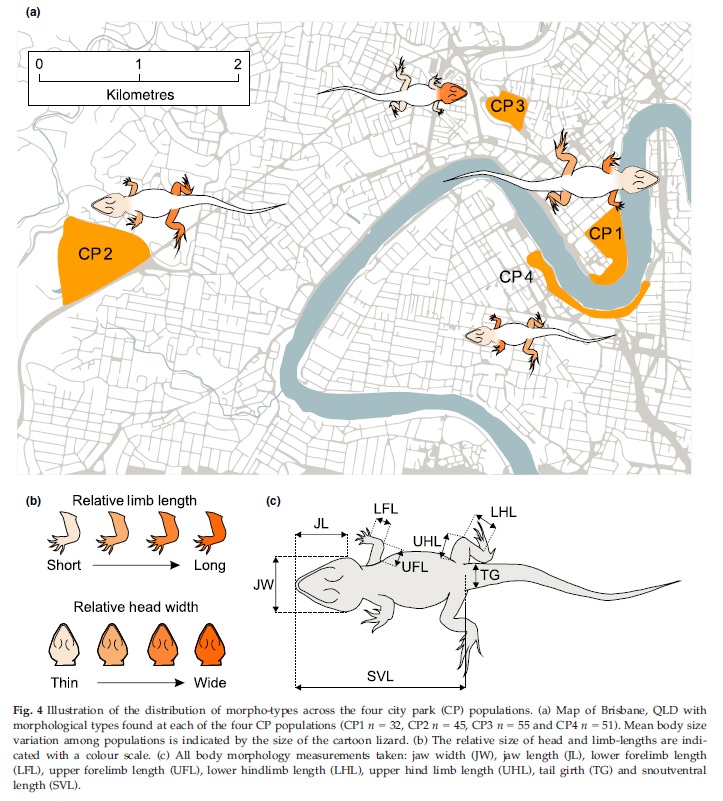 (a)
0 1 2
Kilometres
CP 3
CP 1
CP 2
CP 4
(b)
Relative limb length
Short Long
Relative head width
Thin Wide
(c)
LFL
LHL
JL
UHL
UFL
JW
TG
SVL
Fig. 4 Illustration of the distribution of morpho-types across the four city park (CP) populations. (a) Map of Brisbane, QLD with
morphological types found at each of the four CP populations (CP1 n = 32, CP2 n = 45, CP3 n = 55 and CP4 n = 51). Mean body size
variation among populations is indicated by the size of the cartoon lizard. (b) The relative size of head and limb-lengths are indi-
cated with a colour scale. (c) All body morphology measurements taken: jaw width (JW), jaw length (JL), lower forelimb length
(LFL), upper forelimb length (UFL), lower hindlimb length (LHL), upper hind limb length (UHL), tail girth (TG) and snoutventral
length (SVL).